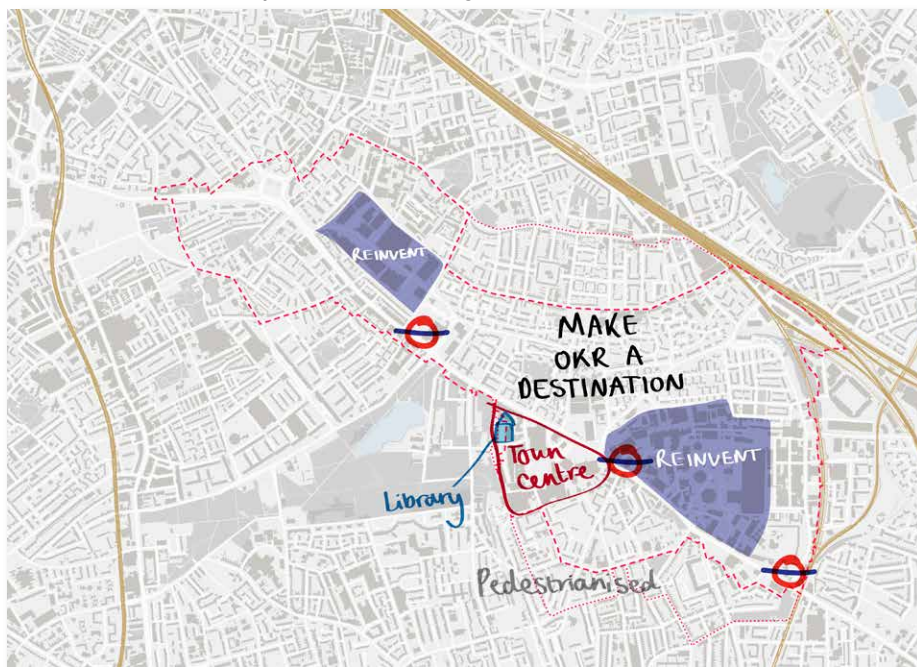 REINVENT
MAKE
OKR A
DESTINATION
Town
centre
REINVENT
Library
Pedestrianised